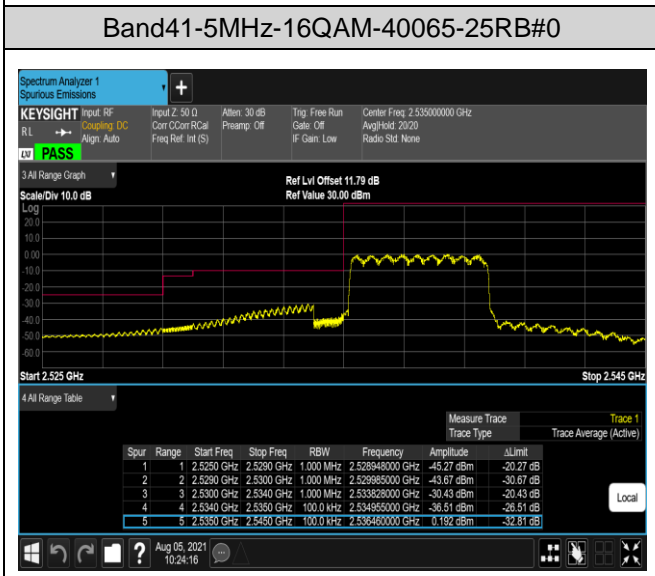 Band41-5MHz-16QAM-40065-25RB#0
Spectrum Analyzer 1
Spurious Emissions
+
KEYSIGHT Input: RF Input Z: 50 Ω Atten: 30 dB Trig: Free Run Center Freq: 2.535000000 GHz
RL Coupling: DC Corr CCorr RCal Preamp: Off Gate: Off Avg|Hold: 20/20
Align: Auto Freq Ref: Int (S) IF Gain: Low Radio Std: None
LXI PASS
3 All Range Graph
Ref Lvl Offset 11.79 dB
Scale/Div 10.0 dB Ref Value 30.00 dBm
Log
20.0
10.0
0.00
-10.0
-20.0
-30.0
-40.0
-50.0
-60.0
Start 2.525 GHz Stop 2.545 GHz
4 All Range Table
Measure Trace Trace 1
Trace Type Trace Average (Active)
Spur Range Start Freq Stop Freq RBW Frequency Amplitude ΔLimit
1 1 2.5250 GHz 2.5290 GHz 1.000 MHz 2.528948000 GHz -45.27 dBm -20.27 dB
2 2 2.5290 GHz 2.5300 GHz 1.000 MHz 2.529985000 GHz -43.67 dBm -30.67 dB
3 3 2.5300 GHz 2.5340 GHz 1.000 MHz 2.533828000 GHz -30.43 dBm -20.43 dB
4 4 2.5340 GHz 2.5350 GHz 100.0 kHz 2.534955000 GHz -36.51 dBm -26.51 dB
5 5 2.5350 GHz 2.5450 GHz 100.0 kHz 2.536460000 GHz 0.192 dBm -32.81 dB
Local
? Aug 05, 2021
10:24:16